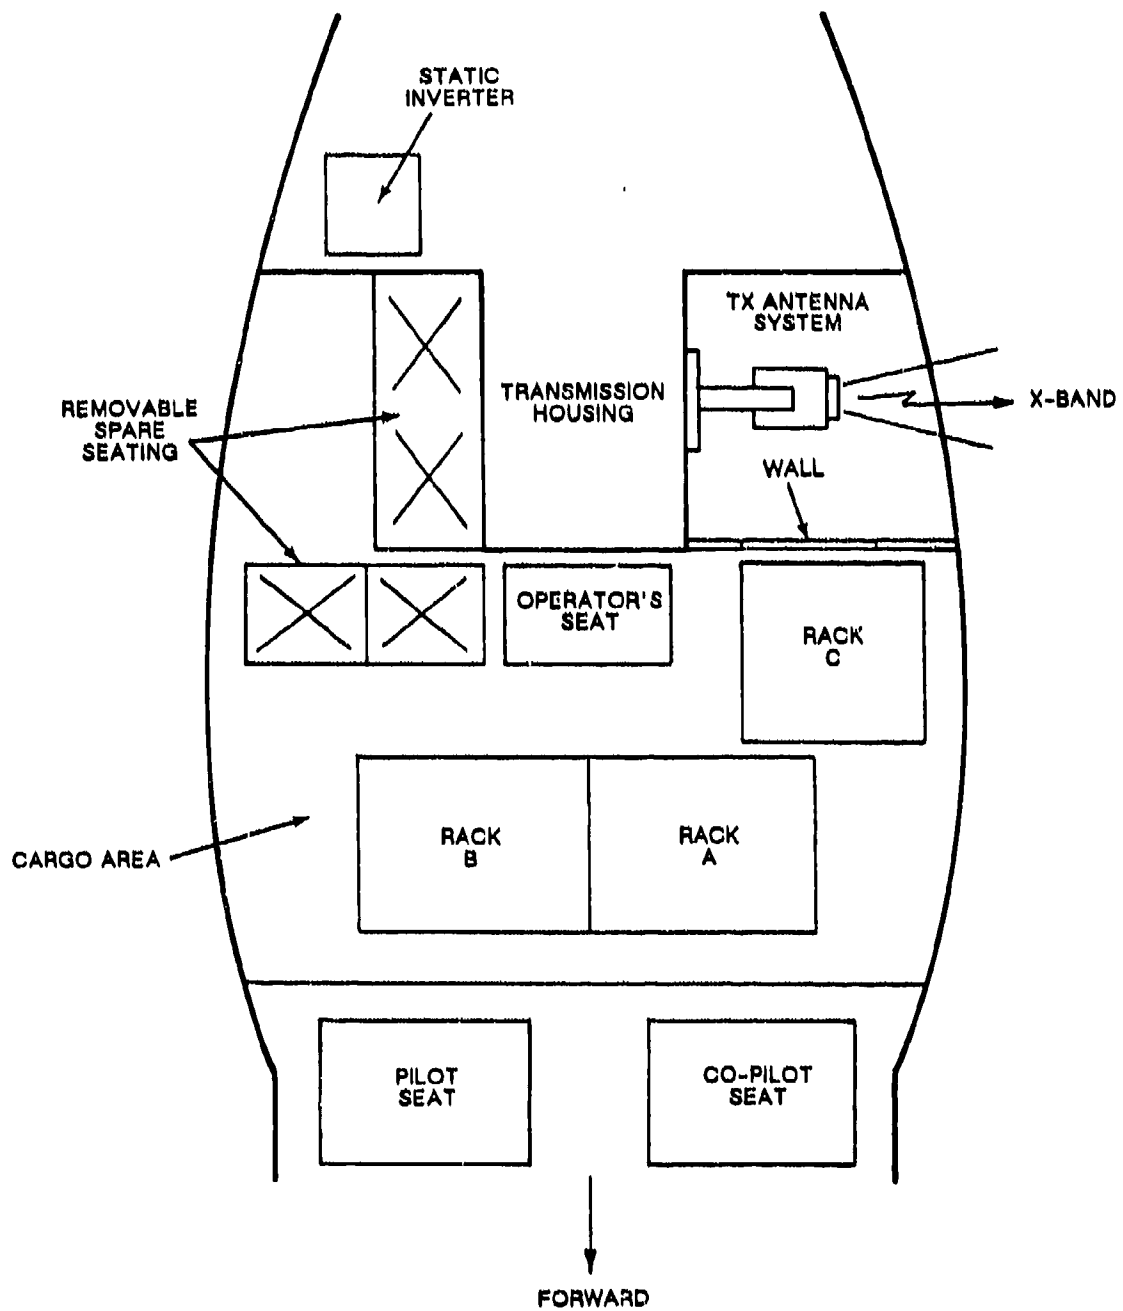 STATIC
INVERTER
TX ANTENNA
SYSTEM
TRANSMISSION
HOUSING
X-BAND
REMOVABLE
SPARE
SEATING
WALL
OPERATOR'S
SEAT
RACK
C
RACK
B
RACK
A
CARGO AREA
PILOT
SEAT
CO-PILOT
SEAT
FORWARD